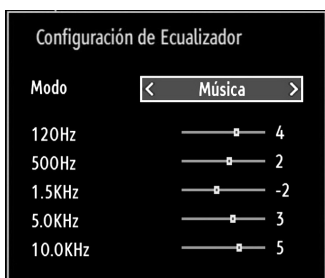 Configuración de Ecualizador
Modo < Música >
120Hz 4
500Hz 2
1.5KHz -2
5.0KHz 3
10.0KHz 5